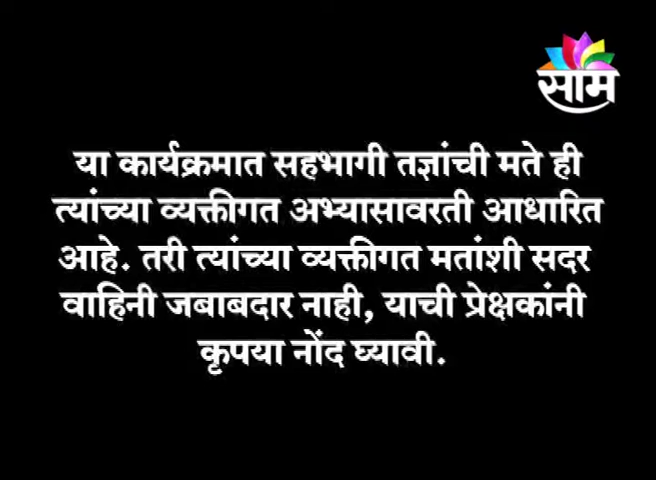 साम
या कार्यक्रमात सहभागी तज्ञांची मते ही
त्यांच्या व्यक्तीगत अभ्यासावरती आधारित
आहे. तरी त्यांच्या व्यक्तीगत मतांशी सदर
वाहिनी जबाबदार नाही, याची प्रेक्षकांनी
कृपया नोंद घ्यावी.